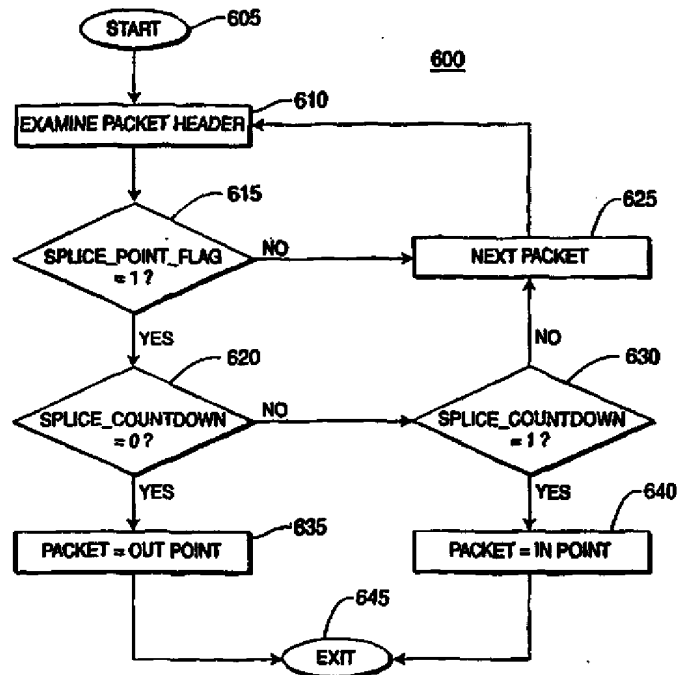 START
605
600
610
EXAMINE PACKET HEADER
615
625
SPLICE_POINT_FLAG
= 1 ?
NO
NEXT PACKET
YES
NO
620
630
SPLICE_COUNTDOWN
= 0 ?
NO
SPLICE_COUNTDOWN
= 1 ?
YES
YES
635
640
PACKET = OUT POINT
PACKET = IN POINT
645
EXIT